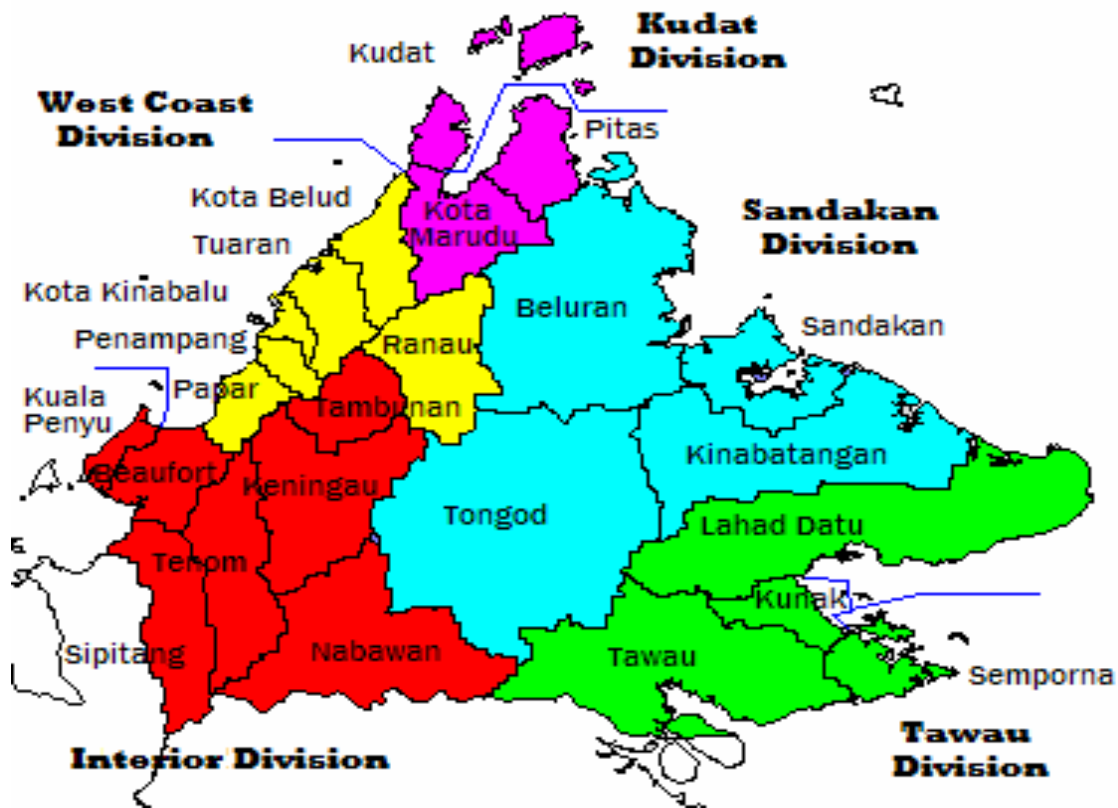 Kudat
Division
Kudat
West Coast
Division
Pitas
Kota Belud
Kota
Marudu
Sandakan
Division
Tuaran
Kota Kinabalu
Beluran
Sandakan
Penampang
Ranau
Papar
Kuala
Penyu
Tambunan
Beaufort
Keningau
Kinabatangan
Tongod
Lahad Datu
Tenom
Kunak
Sipitang
Nabawan
Tawau
Semporna
Interior Division
Tawau
Division